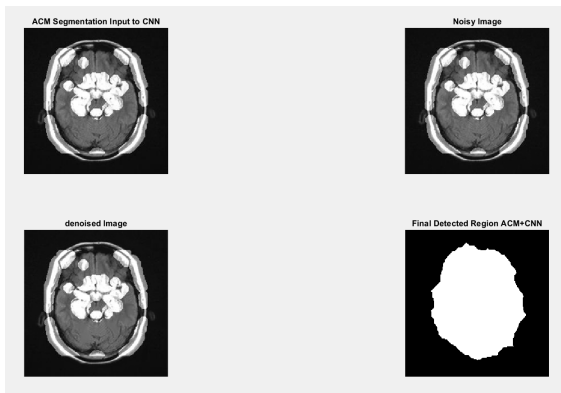 ACM Segmentation Input to CNN
Noisy Image
denoised Image
Final Detected Region ACM+CNN